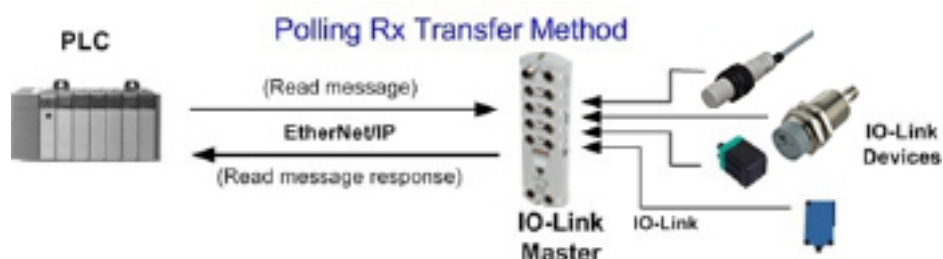 Polling Rx Transfer Method
PLC
(Read message)
EtherNet/IP
(Read message response)
IO-Link
Master
IO-Link
IO-Link
Devices